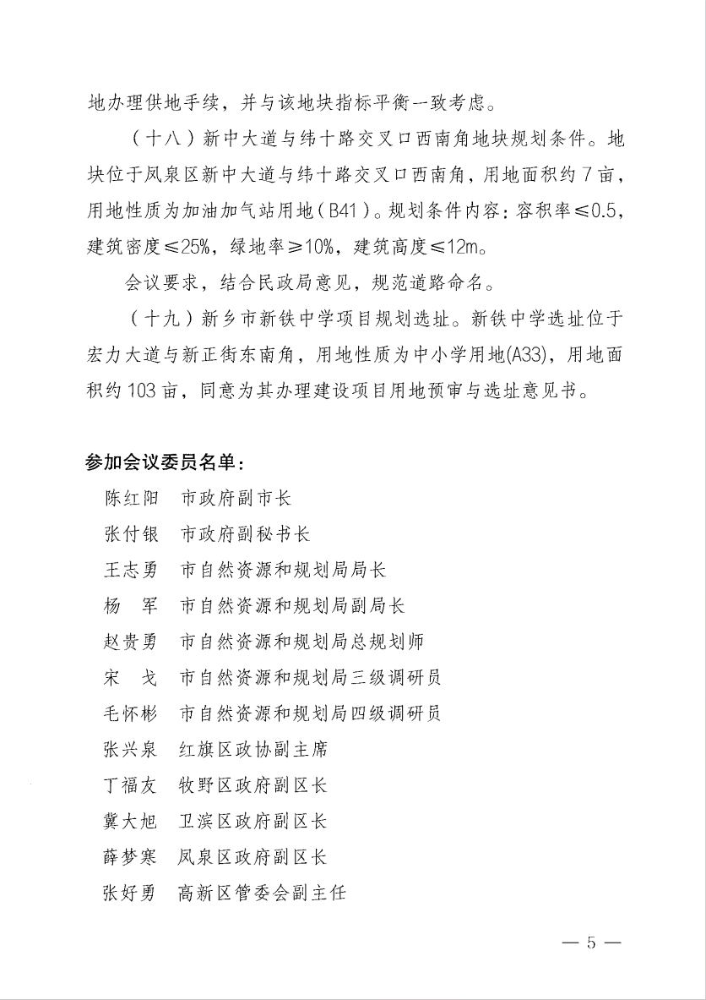 地办理供地手续，并与该地块指标平衡一致考虑。
（十八）新中大道与纬十路交叉口西南角地块规划条件。地
块位于凤泉区新中大道与纬十路交叉口西南角，用地面积约 7 亩，
用地性质为加油加气站用地（B41）。规划条件内容：容积率≤0.5，
建筑密度≤25%，绿地率≥10%，建筑高度≤12m。
会议要求，结合民政局意见，规范道路命名。
（十九）新乡市新铁中学项目规划选址。新铁中学选址位于
宏力大道与新正街东南角，用地性质为中小学用地(A33)，用地面
积约 103 亩，同意为其办理建设项目用地预审与选址意见书。
参加会议委员名单：
陈红阳 市政府副市长
张付银 市政府副秘书长
王志勇 市自然资源和规划局局长
杨 军 市自然资源和规划局副局长
赵贵勇 市自然资源和规划局总规划师
宋 戈 市自然资源和规划局三级调研员
毛怀彬 市自然资源和规划局四级调研员
张兴泉 红旗区政协副主席
丁福友 牧野区政府副区长
冀大旭 卫滨区政府副区长
薛梦寒 凤泉区政府副区长
张好勇 高新区管委会副主任
— 5 —